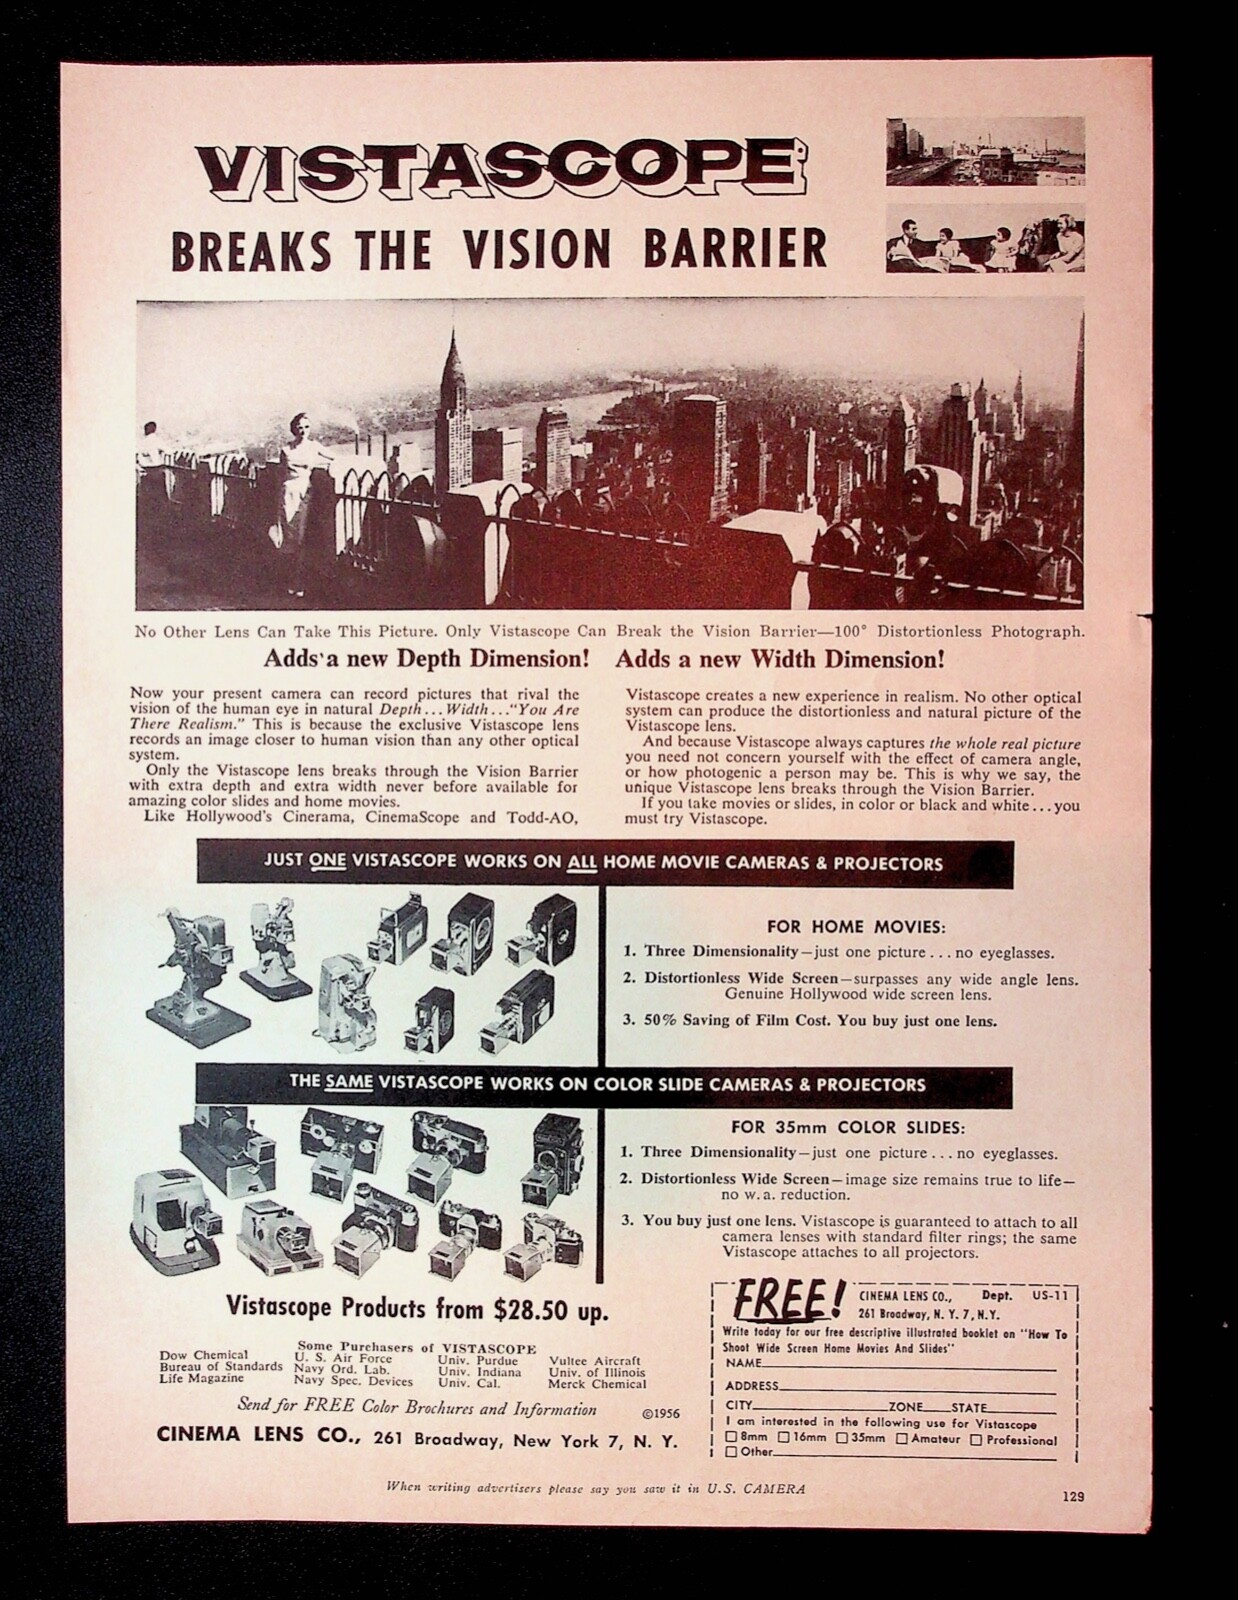 VISTASCOPE
BREAKS THE VISION BARRIER
No Other Lens Can Take This Picture. Only Vistascope Can Break the Vision Barrier—100° Distortionless Photograph.
Adds a new Depth Dimension! Adds a new Width Dimension!
Now your present camera can record pictures that rival the
vision of the human eye in natural Depth...Width..."You Are
There Realism." This is because the exclusive Vistascope lens
records an image closer to human vision than any other optical
system.
Only the Vistascope lens breaks through the Vision Barrier
with extra depth and extra width never before available for
amazing color slides and home movies.
Like Hollywood's Cinerama, CinemaScope and Todd-AO,
Vistascope creates a new experience in realism. No other optical
system can produce the distortionless and natural picture of the
Vistascope lens.
And because Vistascope always captures the whole real picture
you need not concern yourself with the effect of camera angle,
or how photogenic a person may be. This is why we say, the
unique Vistascope lens breaks through the Vision Barrier.
If you take movies or slides, in color or black and white...you
must try Vistascope.
JUST ONE VISTASCOPE WORKS ON ALL HOME MOVIE CAMERAS & PROJECTORS
FOR HOME MOVIES:
1. Three Dimensionality—just one picture...no eyeglasses.
2. Distortionless Wide Screen—surpasses any wide angle lens.
Genuine Hollywood wide screen lens.
3. 50% Saving of Film Cost. You buy just one lens.
THE SAME VISTASCOPE WORKS ON COLOR SLIDE CAMERAS & PROJECTORS
FOR 35mm COLOR SLIDES:
1. Three Dimensionality—just one picture...no eyeglasses.
2. Distortionless Wide Screen—image size remains true to life—
no w. a. reduction.
3. You buy just one lens. Vistascope is guaranteed to attach to all
camera lenses with standard filter rings; the same
Vistascope attaches to all projectors.
Vistascope Products from $28.50 up.
Some Purchasers of VISTASCOPE
Dow Chemical U. S. Air Force Univ. Purdue Vultee Aircraft
Bureau of Standards Navy Ord. Lab. Univ. Indiana Univ. of Illinois
Life Magazine Navy Spec. Devices Univ. Cal. Merck Chemical
Send for FREE Color Brochures and Information ©1956
CINEMA LENS CO., 261 Broadway, New York 7, N. Y.
FREE! CINEMA LENS CO., Dept. US-11
261 Broadway, N. Y. 7, N.Y.
Write today for our free descriptive illustrated booklet on "How To
Shoot Wide Screen Home Movies And Slides"
NAME
ADDRESS
CITY ZONE STATE
I am interested in the following use for Vistascope
☐ 8mm ☐ 16mm ☐ 35mm ☐ Amateur ☐ Professional
☐ Other
When writing advertisers please say you saw it in U.S. CAMERA
129